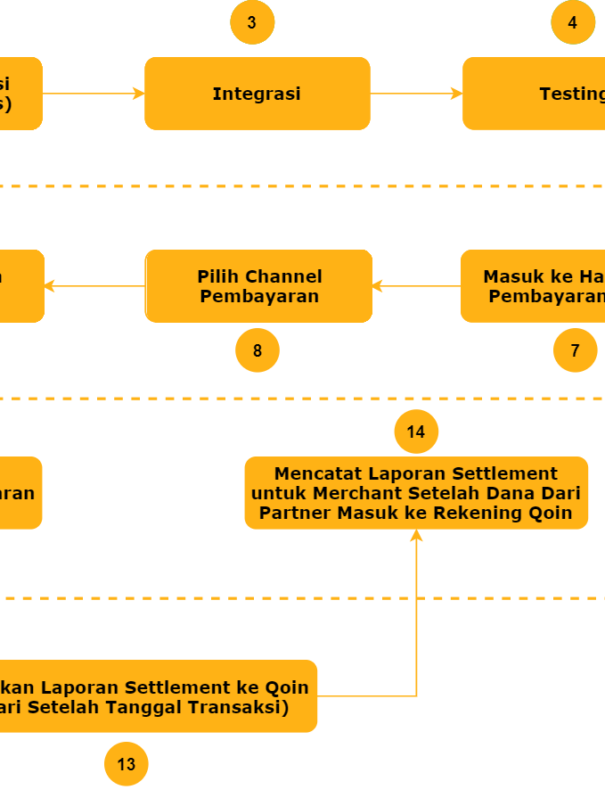 3
4
si
s)
Integrasi
Testing
Pilih Channel
Pembayaran
Masuk ke Ha
Pembayaran
8
7
14
aran
Mencatat Laporan Settlement
untuk Merchant Setelah Dana Dari
Partner Masuk ke Rekening Qoin
kan Laporan Settlement ke Qoin
ari Setelah Tanggal Transaksi)
13